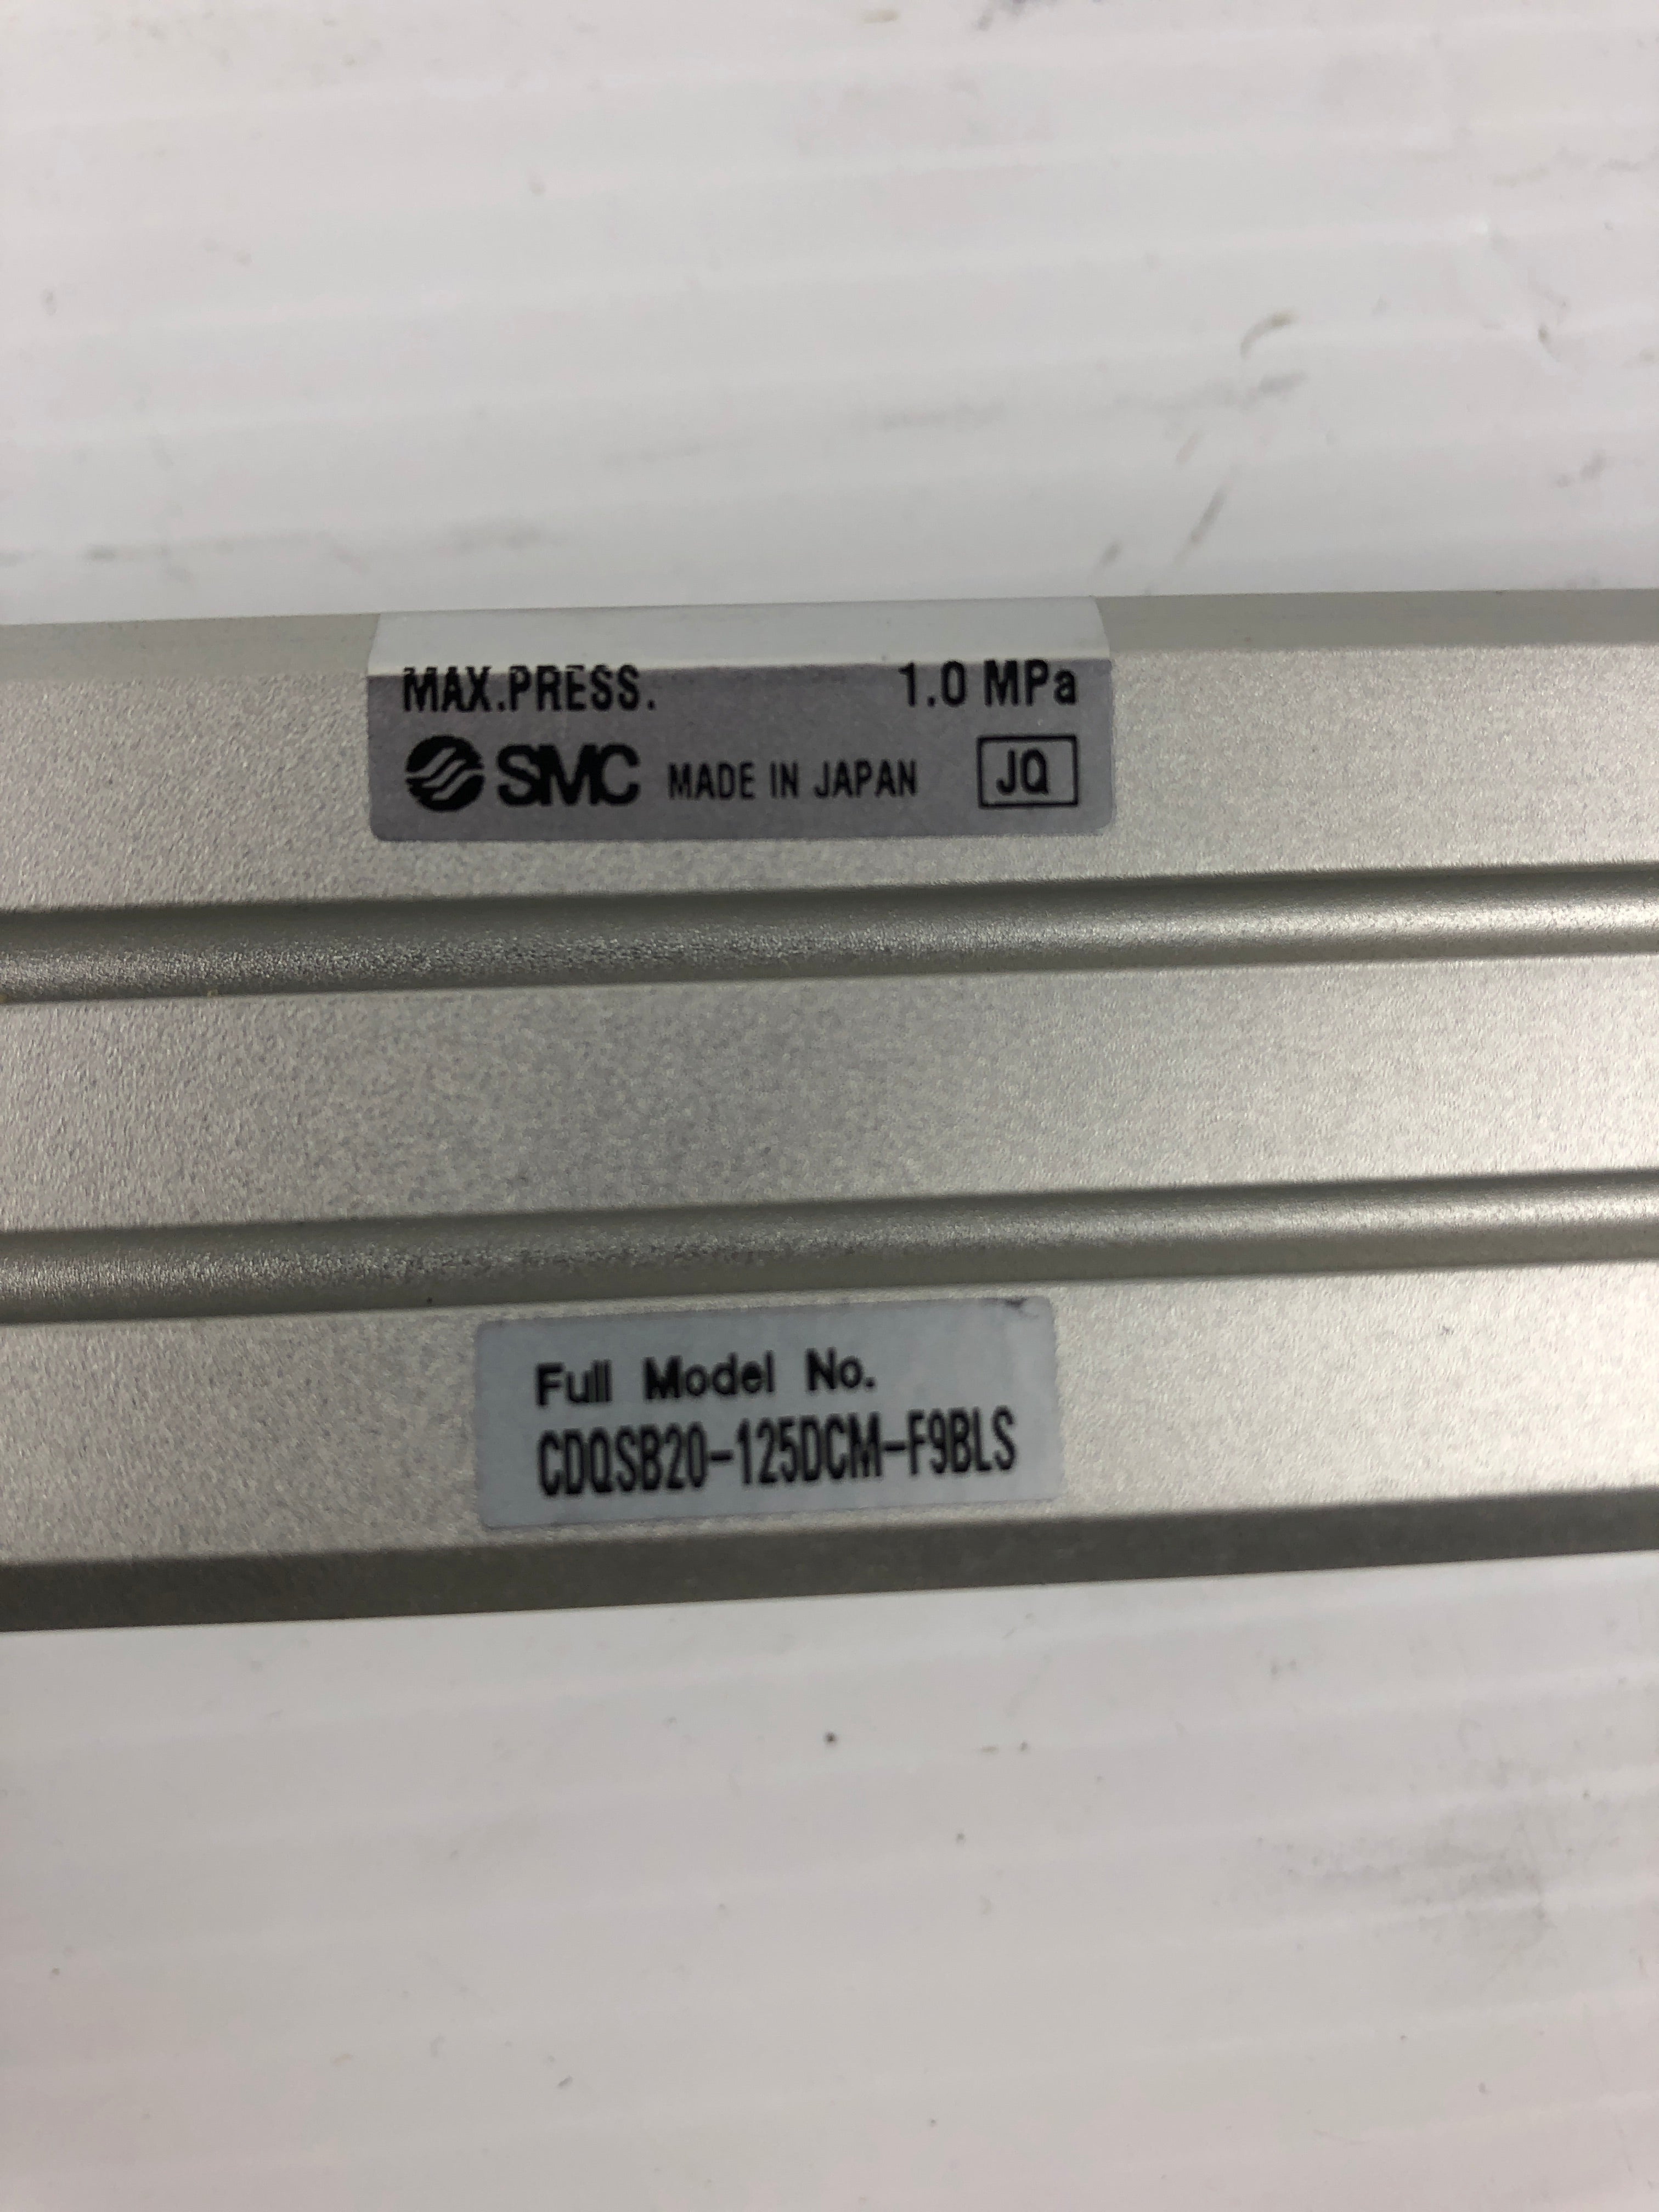 MAX.PRESS. 1.0 MPa
SMC MADE IN JAPAN JQ
Full Model No.
CDQSB20-125DCM-F9BLS